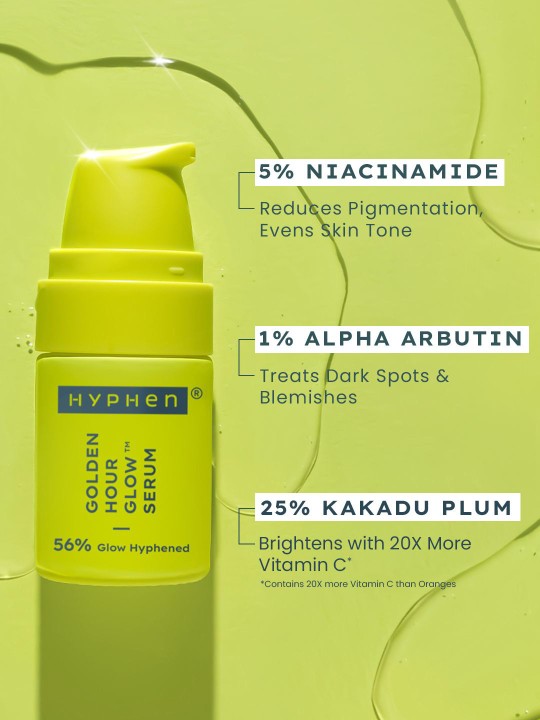 5% NIACINAMIDE
Reduces Pigmentation,
Evens Skin Tone
1% ALPHA ARBUTIN
Treats Dark Spots &
Blemishes
25% KAKADU PLUM
Brightens with 20X More
Vitamin C*
*Contains 20X more Vitamin C than Oranges
HYPHEN®
GOLDEN
HOUR
GLOW™
SERUM
56% Glow Hyphened